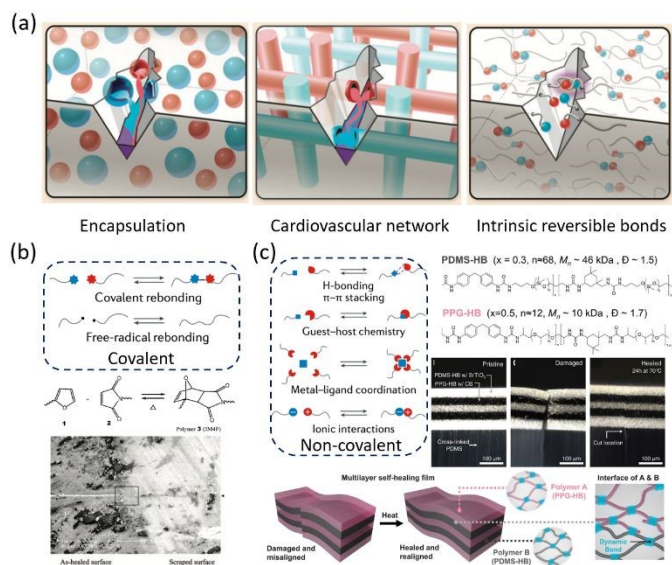 (a)
Encapsulation
Cardiovascular network
Intrinsic reversible bonds
(b)
Covalent rebonding
Free-radical rebonding
Covalent
1
2
Δ
Polymer 3 (3M4F)
As-healed surface
Scraped surface
(c)
H-bonding
π–π stacking
Guest–host chemistry
Metal–ligand coordination
Ionic interactions
Non-covalent
PDMS-HB (x = 0.3, n=68, Mn ~ 46 kDa , Đ ~ 1.5)
PPG-HB (x=0.5, n=12, Mn ~ 10 kDa , Đ ~ 1.7)
Pristine
PDMS-HB w/ SrTiO3
PPG-HB w/ CB
Cross-linked
PDMS
100 μm
Damaged
100 μm
Healed
24h at 70°C
Cut location
100 μm
Multilayer self-healing film
Heat
Damaged and
misaligned
Healed and
realigned
Polymer A
(PPG-HB)
Polymer B
(PDMS-HB)
Interface of A & B
Dynamic
Bond